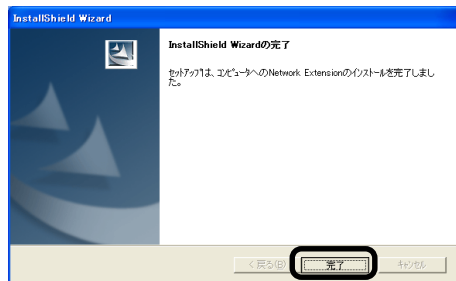 InstallShield Wizard
InstallShield Wizardの完了
セットアップは、コンピュータへのNetwork Extensionのインストールを完了しまし
た。
< 戻る(B)
完了
キャンセル